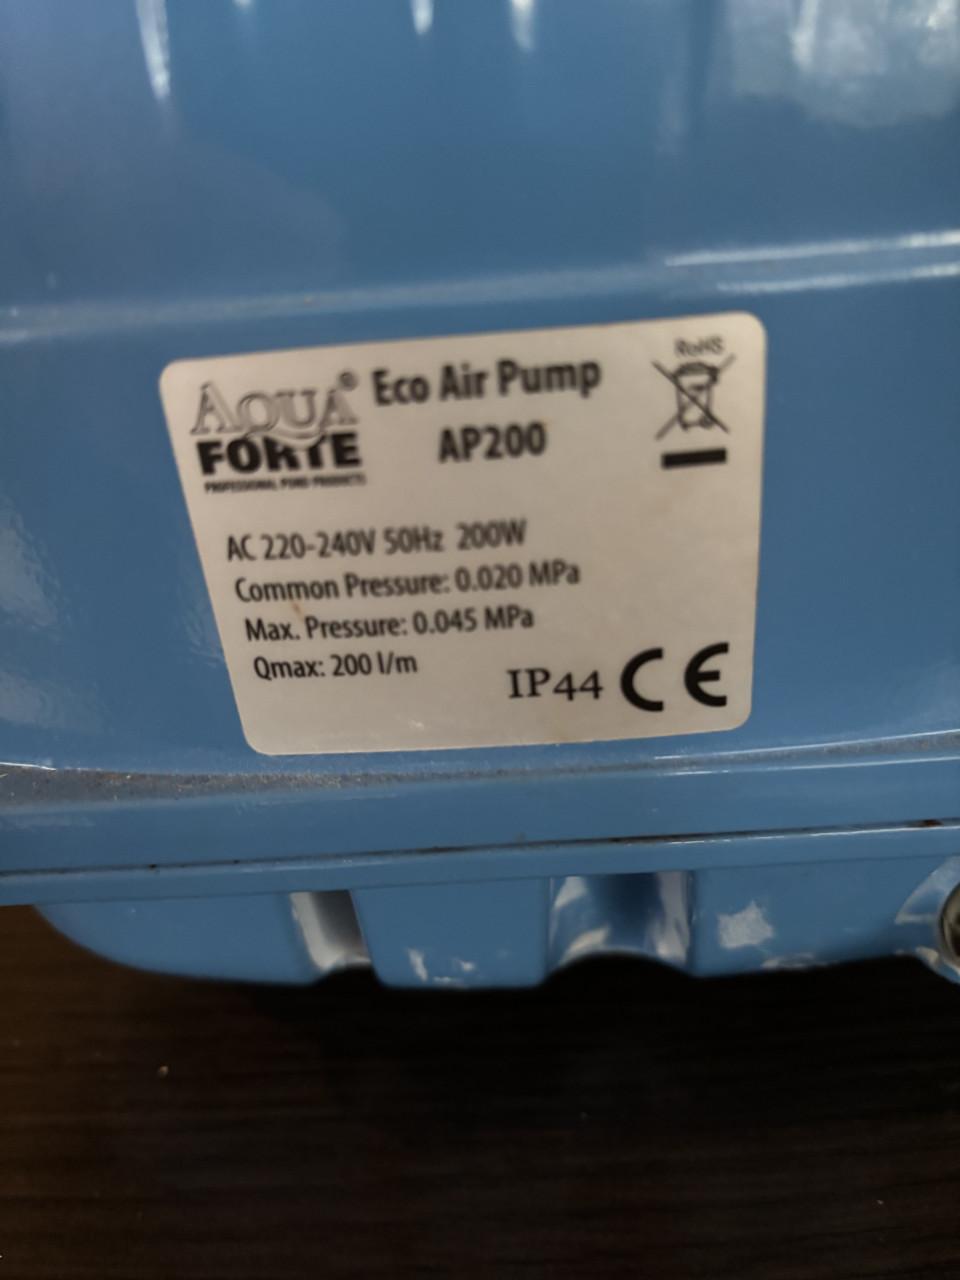 AQUA®
FORTE
PROFESSIONAL POND PRODUCTS
Eco Air Pump
AP200
RoHS
AC 220-240V 50Hz 200W
Common Pressure: 0.020 MPa
Max. Pressure: 0.045 MPa
Qmax: 200 l/m
IP44 CE